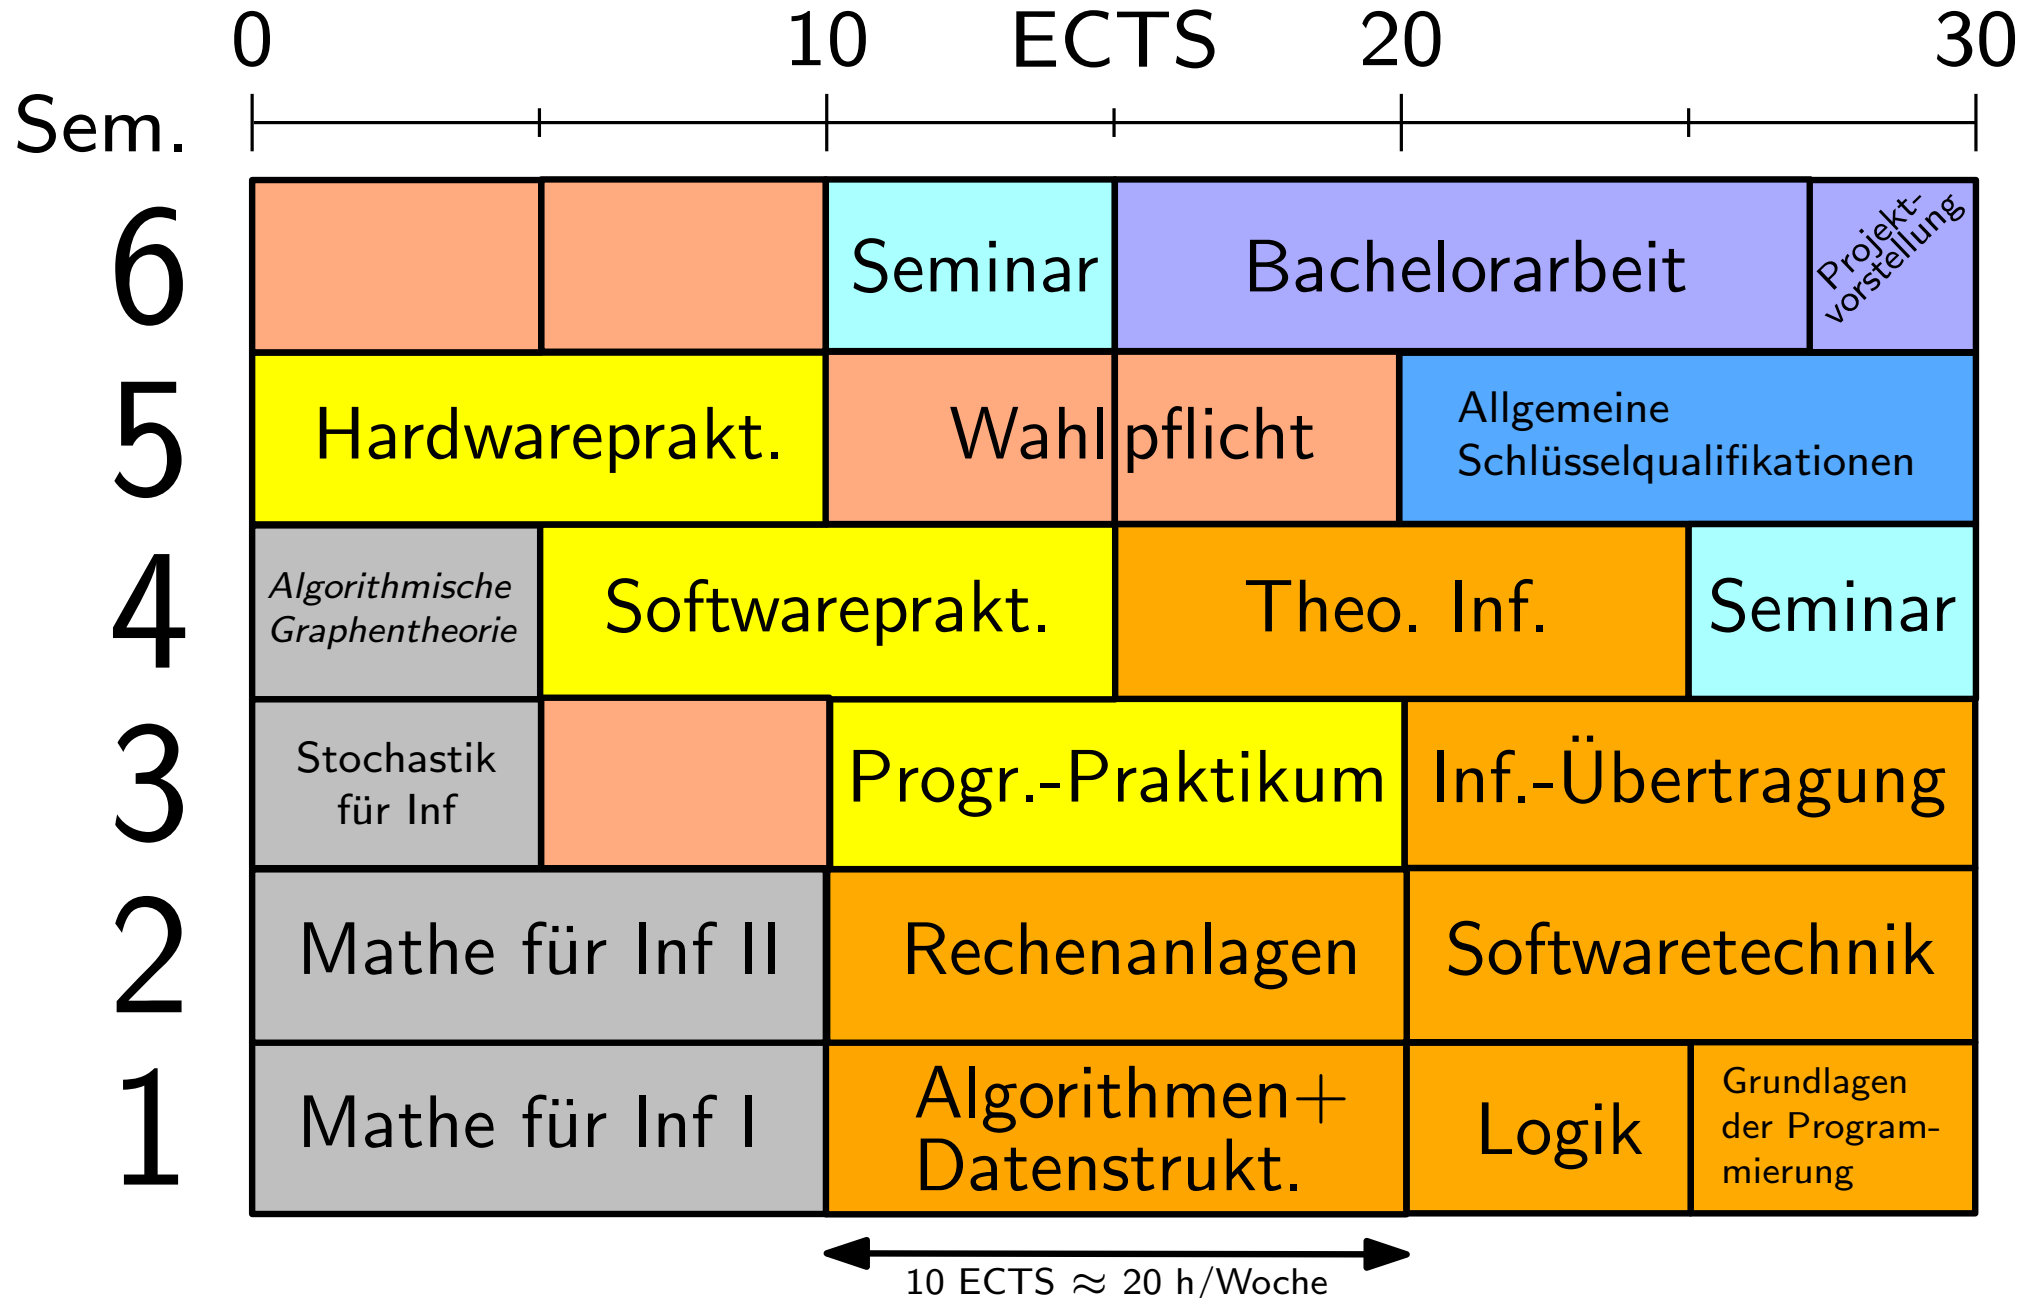 0 10 ECTS 20 30
Sem.
6
Seminar
Bachelorarbeit
Projekt-
vorstellung
5
Hardwareprakt.
Wahlpflicht
Allgemeine
Schlüsselqualifikationen
4
Algorithmische
Graphentheorie
Softwareprakt.
Theo. Inf.
Seminar
3
Stochastik
für Inf
Progr.-Praktikum
Inf.-Übertragung
2
Mathe für Inf II
Rechenanlagen
Softwaretechnik
1
Mathe für Inf I
Algorithmen+
Datenstrukt.
Logik
Grundlagen
der Program-
mierung
10 ECTS ≈ 20 h/Woche